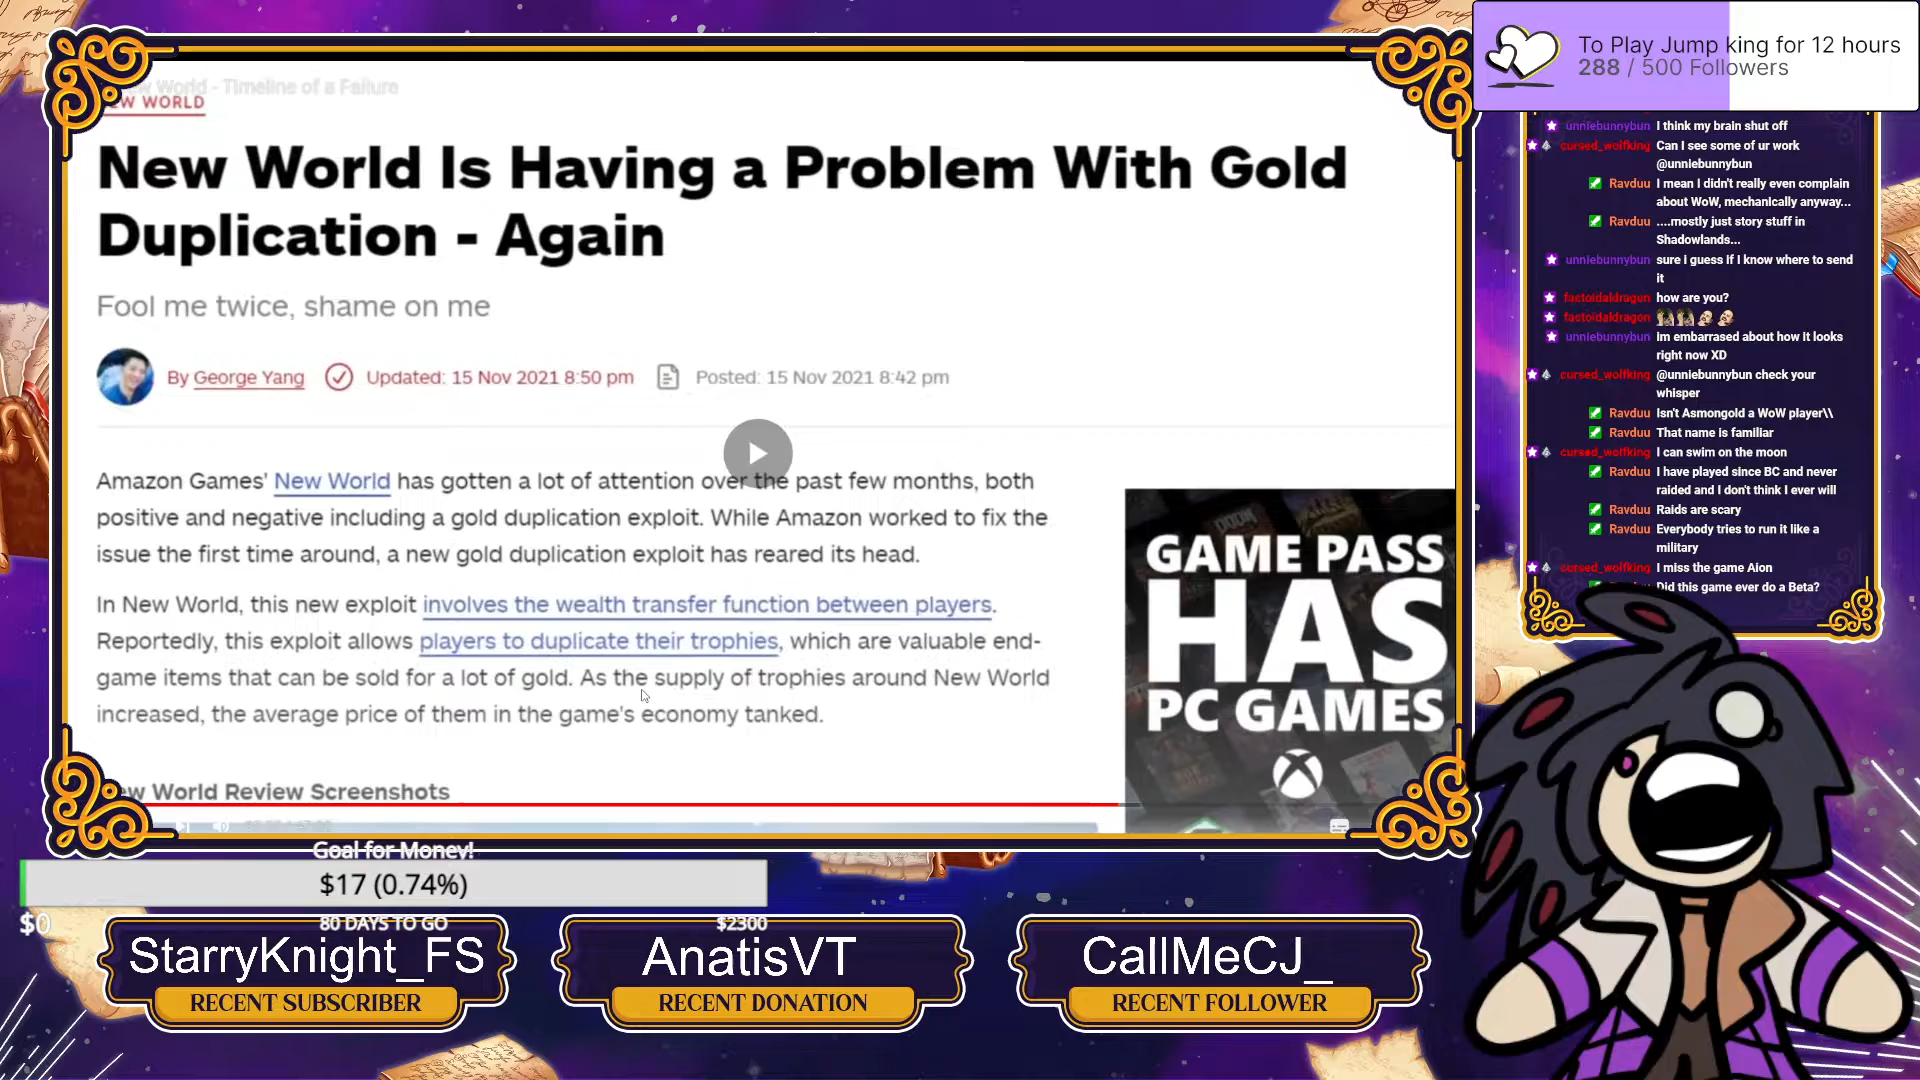 To Play Jump king for 12 hours
288 / 500 Followers
New World - Timeline of a Failure
NEW WORLD
New World Is Having a Problem With Gold
Duplication - Again
Fool me twice, shame on me
By George Yang Updated: 15 Nov 2021 8:50 pm Posted: 15 Nov 2021 8:42 pm
Amazon Games' New World has gotten a lot of attention over the past few months, both
positive and negative including a gold duplication exploit. While Amazon worked to fix the
issue the first time around, a new gold duplication exploit has reared its head.
In New World, this new exploit involves the wealth transfer function between players.
Reportedly, this exploit allows players to duplicate their trophies, which are valuable end-
game items that can be sold for a lot of gold. As the supply of trophies around New World
increased, the average price of them in the game's economy tanked.
New World Review Screenshots
GAME PASS
HAS
PC GAMES
unniebunnybun I think my brain shut off
cursed_wolfking Can I see some of ur work
@unniebunnybun
Ravduu I mean I didn't really even complain
about WoW, mechanically anyway...
Ravduu ....mostly just story stuff in
Shadowlands...
unniebunnybun sure I guess if I know where to send
it
factoidaldragon how are you?
factoidaldragon
unniebunnybun Im embarrased about how it looks
right now XD
cursed_wolfking @unniebunnybun check your
whisper
Ravduu Isn't Asmongold a WoW player\\
Ravduu That name is familiar
cursed_wolfking I can swim on the moon
Ravduu I have played since BC and never
raided and I don't think I ever will
Ravduu Raids are scary
Ravduu Everybody tries to run it like a
military
cursed_wolfking I miss the game Aion
Did this game ever do a Beta?
Goal for Money!
$17 (0.74%)
$0 80 DAYS TO GO $2300
StarryKnight_FS
RECENT SUBSCRIBER
AnatisVT
RECENT DONATION
CallMeCJ_
RECENT FOLLOWER